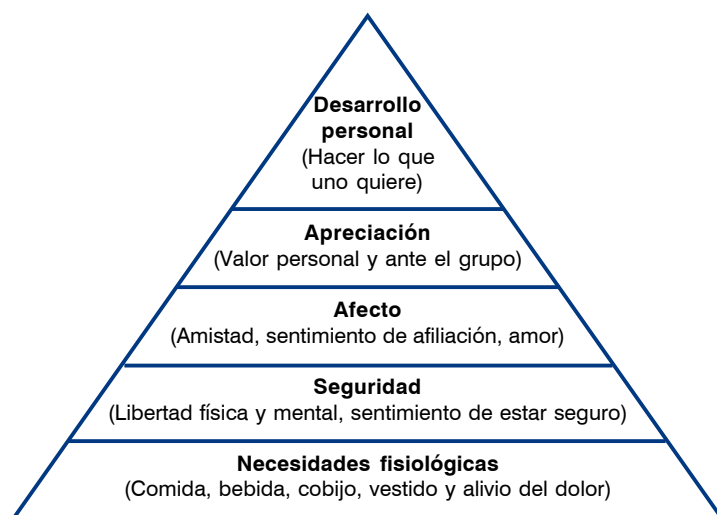 Desarrollo
personal
(Hacer lo que
uno quiere)
Apreciación
(Valor personal y ante el grupo)
Afecto
(Amistad, sentimiento de afiliación, amor)
Seguridad
(Libertad física y mental, sentimiento de estar seguro)
Necesidades fisiológicas
(Comida, bebida, cobijo, vestido y alivio del dolor)